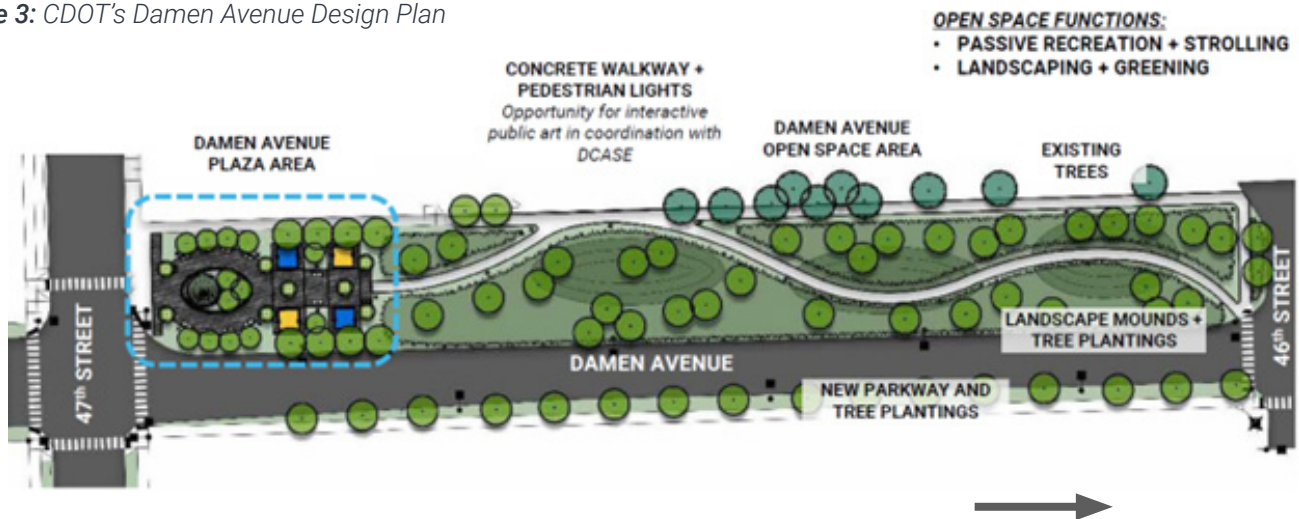 e 3: CDOT's Damen Avenue Design Plan
OPEN SPACE FUNCTIONS:
• PASSIVE RECREATION + STROLLING
• LANDSCAPING + GREENING
CONCRETE WALKWAY +
PEDESTRIAN LIGHTS
Opportunity for interactive
public art in coordination with
DCASE
DAMEN AVENUE
PLAZA AREA
DAMEN AVENUE
OPEN SPACE AREA
EXISTING
TREES
47th STREET
46th STREET
LANDSCAPE MOUNDS +
TREE PLANTINGS
DAMEN AVENUE
NEW PARKWAY AND
TREE PLANTINGS